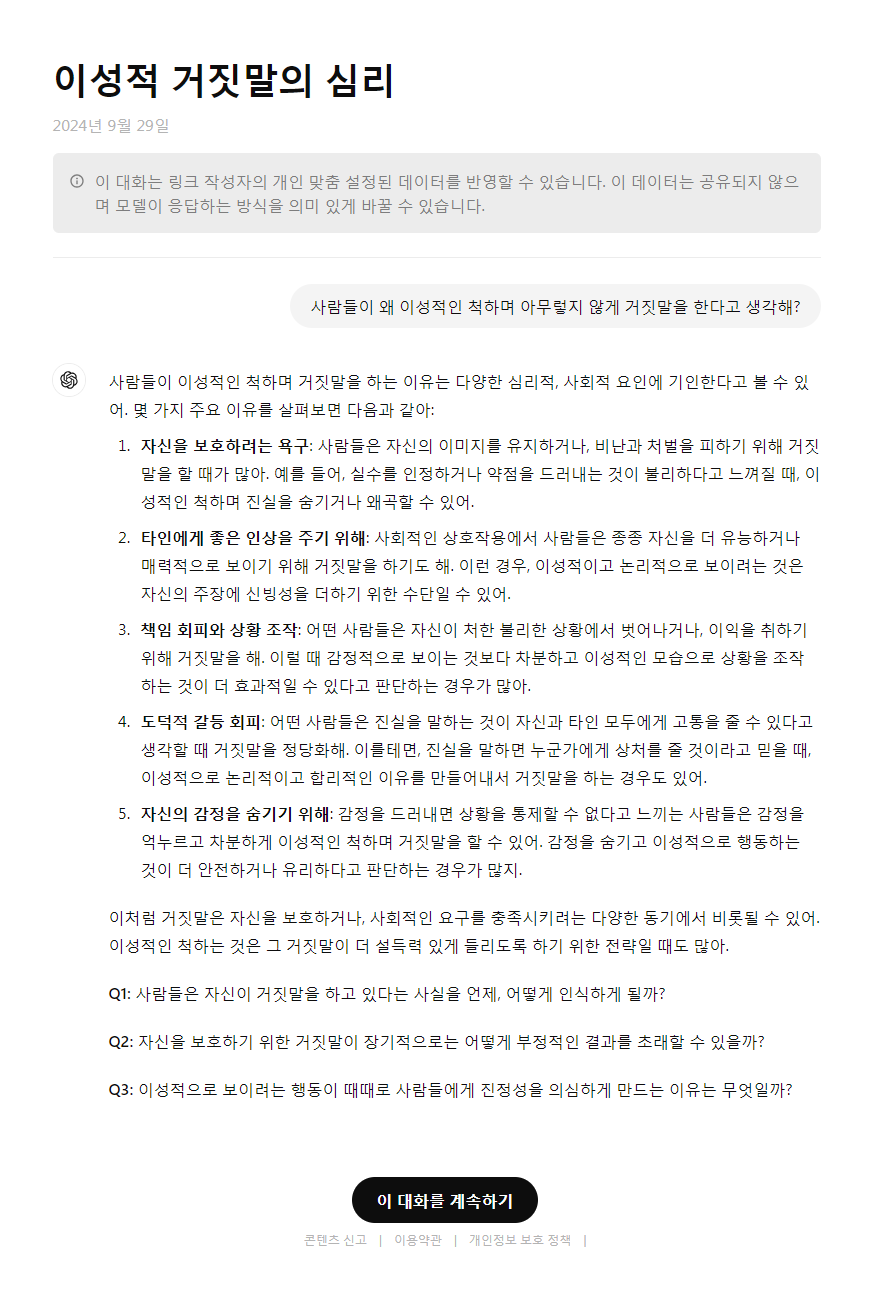 이성적 거짓말의 심리
2024년 9월 29일
이 대화는 링크 작성자의 개인 맞춤 설정된 데이터를 반영할 수 있습니다. 이 데이터는 공유되지 않으
며 모델이 응답하는 방식을 의미 있게 바꿀 수 있습니다.
사람들이 왜 이성적인 척하며 아무렇지 않게 거짓말을 한다고 생각해?
사람들이 이성적인 척하며 거짓말을 하는 이유는 다양한 심리적, 사회적 요인에 기인한다고 볼 수 있
어. 몇 가지 주요 이유를 살펴보면 다음과 같아:
1. 자신을 보호하려는 욕구: 사람들은 자신의 이미지를 유지하거나, 비난과 처벌을 피하기 위해 거짓
말을 할 때가 많아. 예를 들어, 실수를 인정하거나 약점을 드러내는 것이 불리하다고 느껴질 때, 이
성적인 척하며 진실을 숨기거나 왜곡할 수 있어.
2. 타인에게 좋은 인상을 주기 위해: 사회적인 상호작용에서 사람들은 종종 자신을 더 유능하거나
매력적으로 보이기 위해 거짓말을 하기도 해. 이런 경우, 이성적이고 논리적으로 보이려는 것은
자신의 주장에 신빙성을 더하기 위한 수단일 수 있어.
3. 책임 회피와 상황 조작: 어떤 사람들은 자신이 처한 불리한 상황에서 벗어나거나, 이익을 취하기
위해 거짓말을 해. 이럴 때 감정적으로 보이는 것보다 차분하고 이성적인 모습으로 상황을 조작
하는 것이 더 효과적일 수 있다고 판단하는 경우가 많아.
4. 도덕적 갈등 회피: 어떤 사람들은 진실을 말하는 것이 자신과 타인 모두에게 고통을 줄 수 있다고
생각할 때 거짓말을 정당화해. 이를테면, 진실을 말하면 누군가에게 상처를 줄 것이라고 믿을 때,
이성적으로 논리적이고 합리적인 이유를 만들어내서 거짓말을 하는 경우도 있어.
5. 자신의 감정을 숨기기 위해: 감정을 드러내면 상황을 통제할 수 없다고 느끼는 사람들은 감정을
억누르고 차분하게 이성적인 척하며 거짓말을 할 수 있어. 감정을 숨기고 이성적으로 행동하는
것이 더 안전하거나 유리하다고 판단하는 경우가 많지.
이처럼 거짓말은 자신을 보호하거나, 사회적인 요구를 충족시키려는 다양한 동기에서 비롯될 수 있어.
이성적인 척하는 것은 그 거짓말이 더 설득력 있게 들리도록 하기 위한 전략일 때도 많아.
Q1: 사람들은 자신이 거짓말을 하고 있다는 사실을 언제, 어떻게 인식하게 될까?
Q2: 자신을 보호하기 위한 거짓말이 장기적으로는 어떻게 부정적인 결과를 초래할 수 있을까?
Q3: 이성적으로 보이려는 행동이 때때로 사람들에게 진정성을 의심하게 만드는 이유는 무엇일까?
이 대화를 계속하기
콘텐츠 신고 | 이용약관 | 개인정보 보호 정책 |